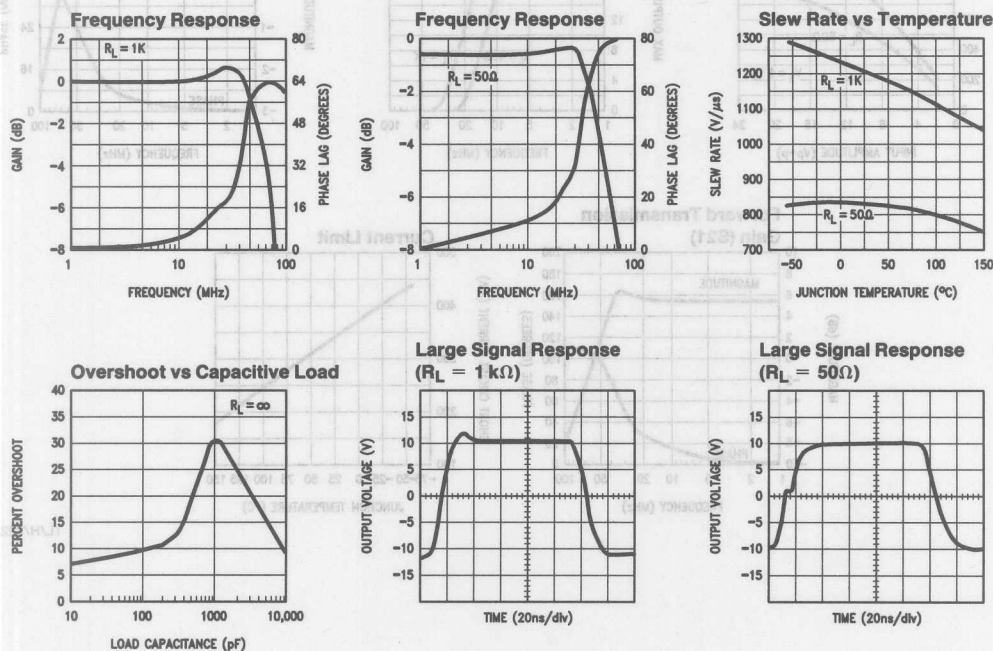 Frequency Response
2
0
−2
−4
−6
−8
GAIN (dB)
R_L = 1K
80
64
48
32
16
0
PHASE LAG (DEGREES)
1
10
100
FREQUENCY (MHz)
Frequency Response
0
−2
−4
−6
−8
GAIN (dB)
R_L = 50Ω
80
60
40
20
0
PHASE LAG (DEGREES)
1
10
100
FREQUENCY (MHz)
Slew Rate vs Temperature
1300
1200
1100
1000
900
800
700
SLEW RATE (V/µs)
R_L = 1K
R_L = 50Ω
−50
0
50
100
150
JUNCTION TEMPERATURE (°C)
Overshoot vs Capacitive Load
40
35
30
25
20
15
10
5
0
PERCENT OVERSHOOT
R_L = ∞
10
100
1000
10,000
LOAD CAPACITANCE (pF)
Large Signal Response
(R_L = 1 kΩ)
15
10
5
0
−5
−10
−15
OUTPUT VOLTAGE (V)
TIME (20ns/div)
Large Signal Response
(R_L = 50Ω)
15
10
5
0
−5
−10
−15
OUTPUT VOLTAGE (V)
TIME (20ns/div)